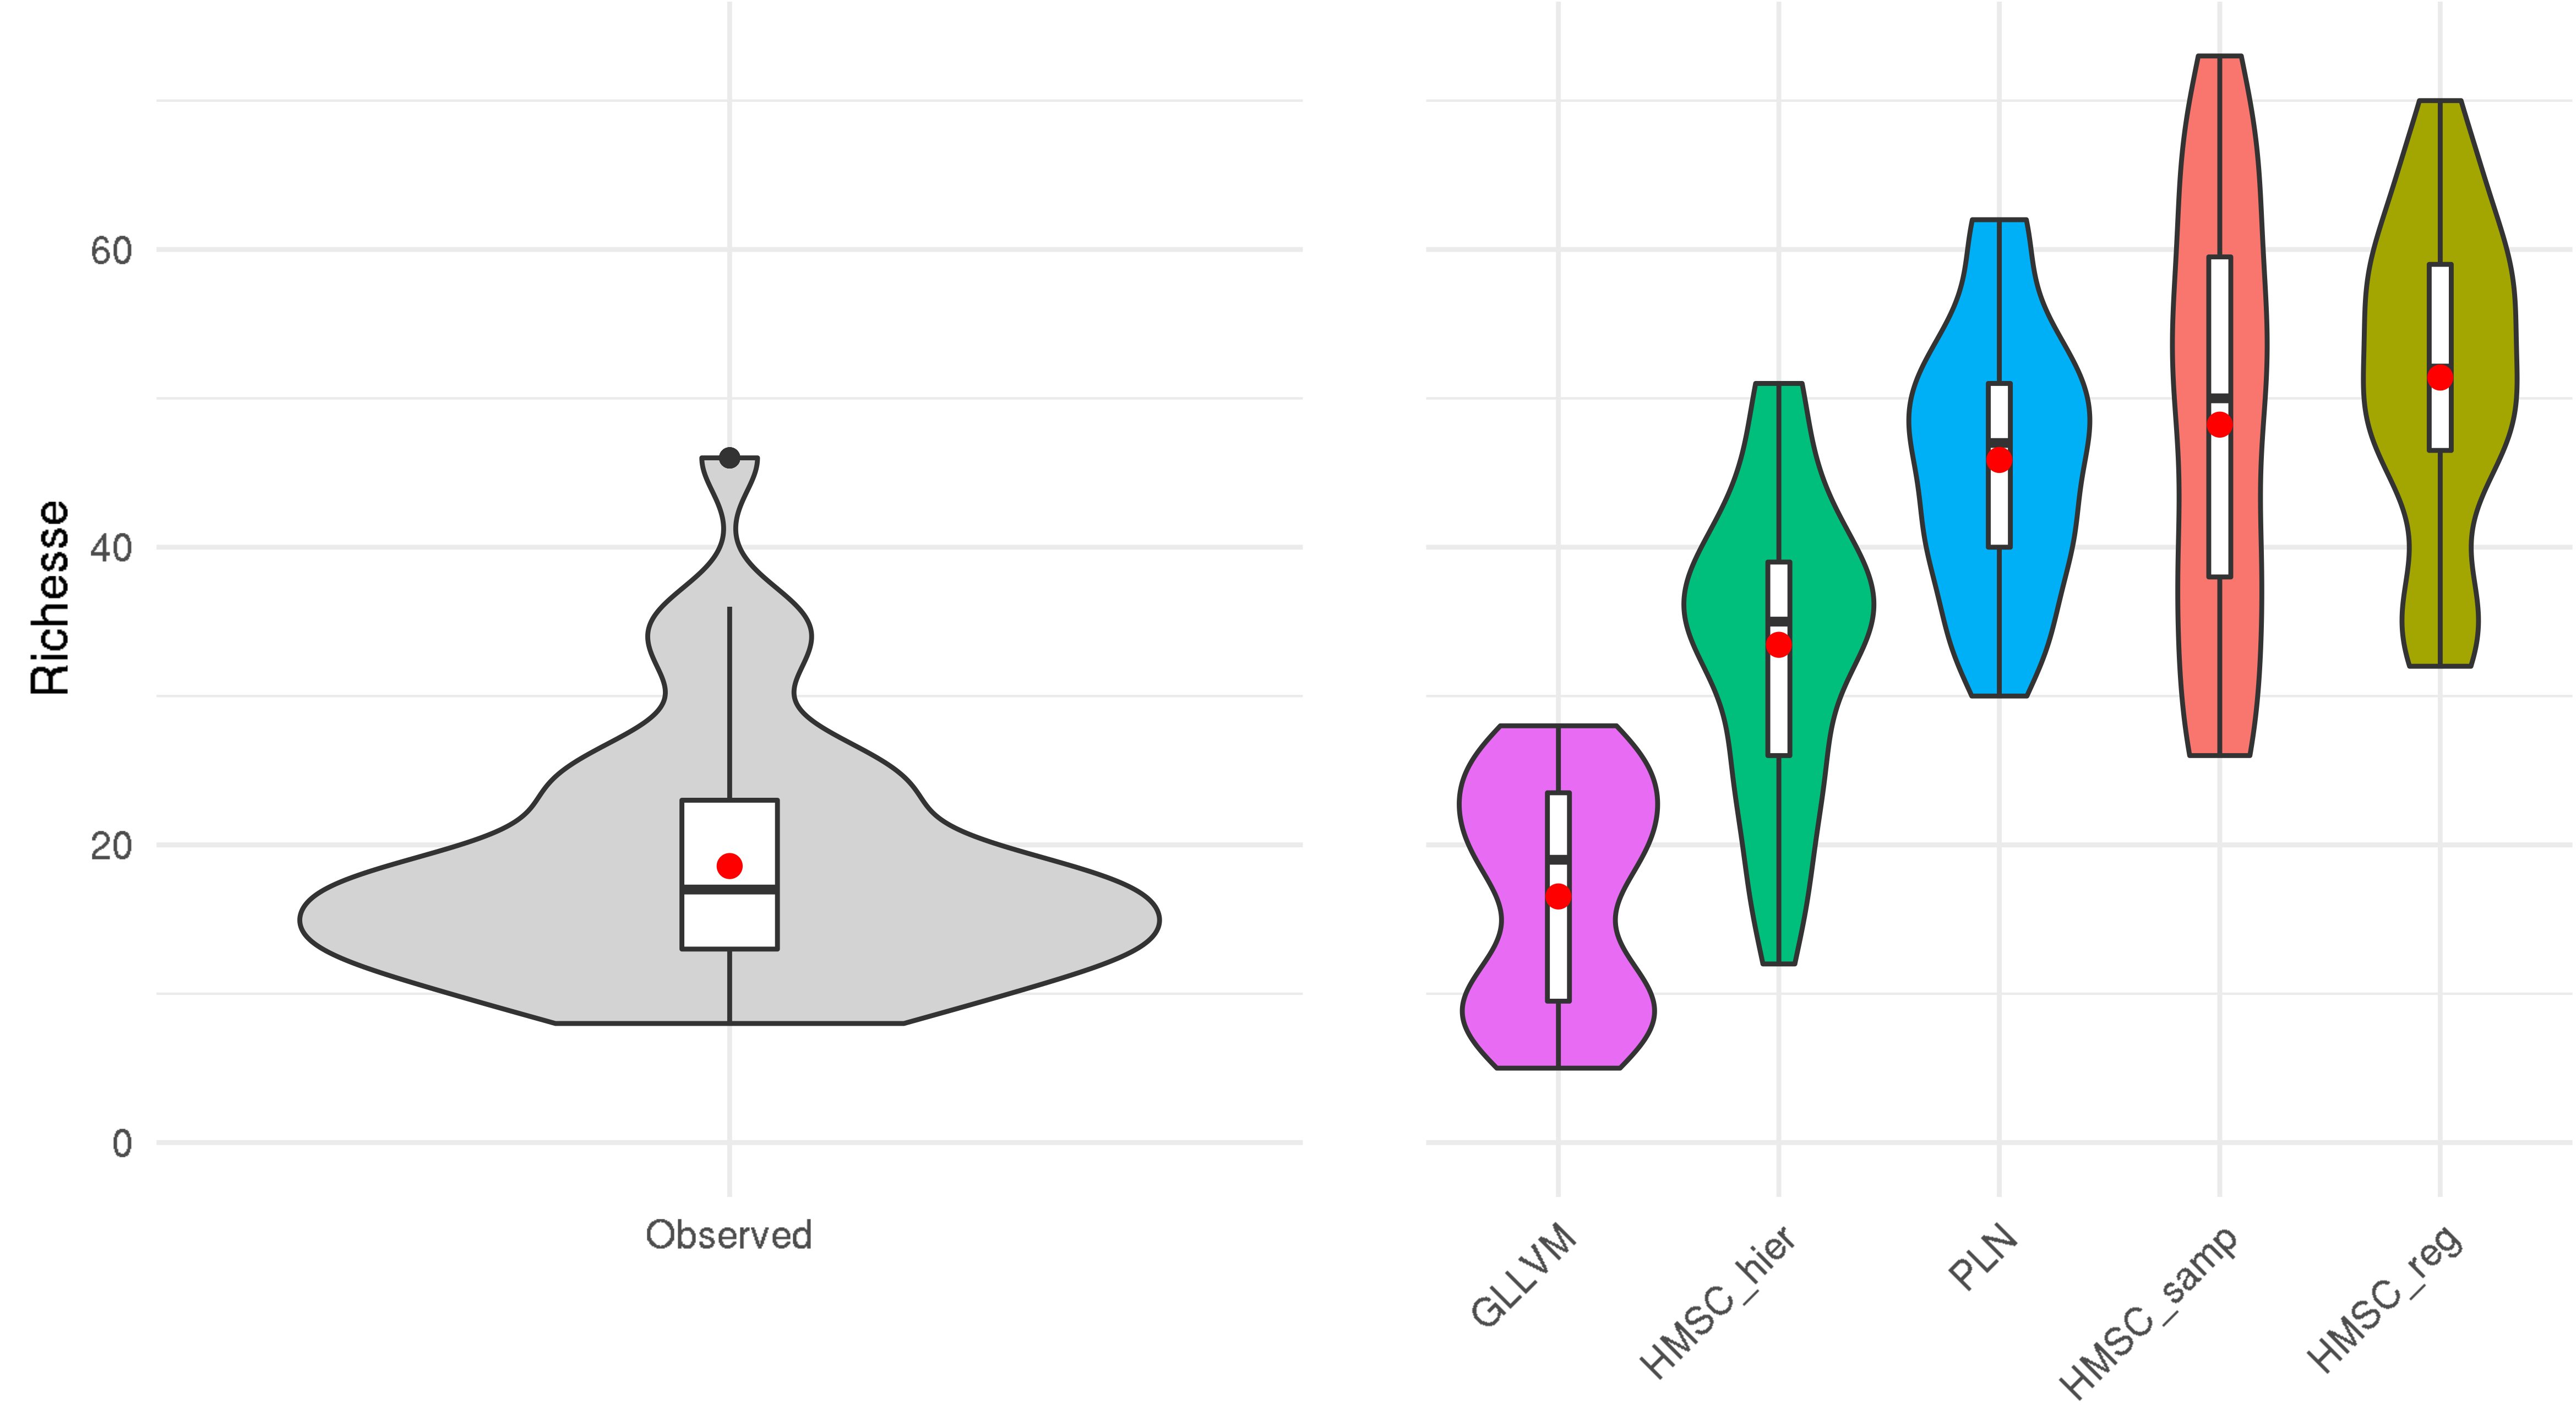 Richesse
60
40
20
0
Observed
GLLVM
HMSC_hier
PLN
HMSC_samp
HMSC_reg